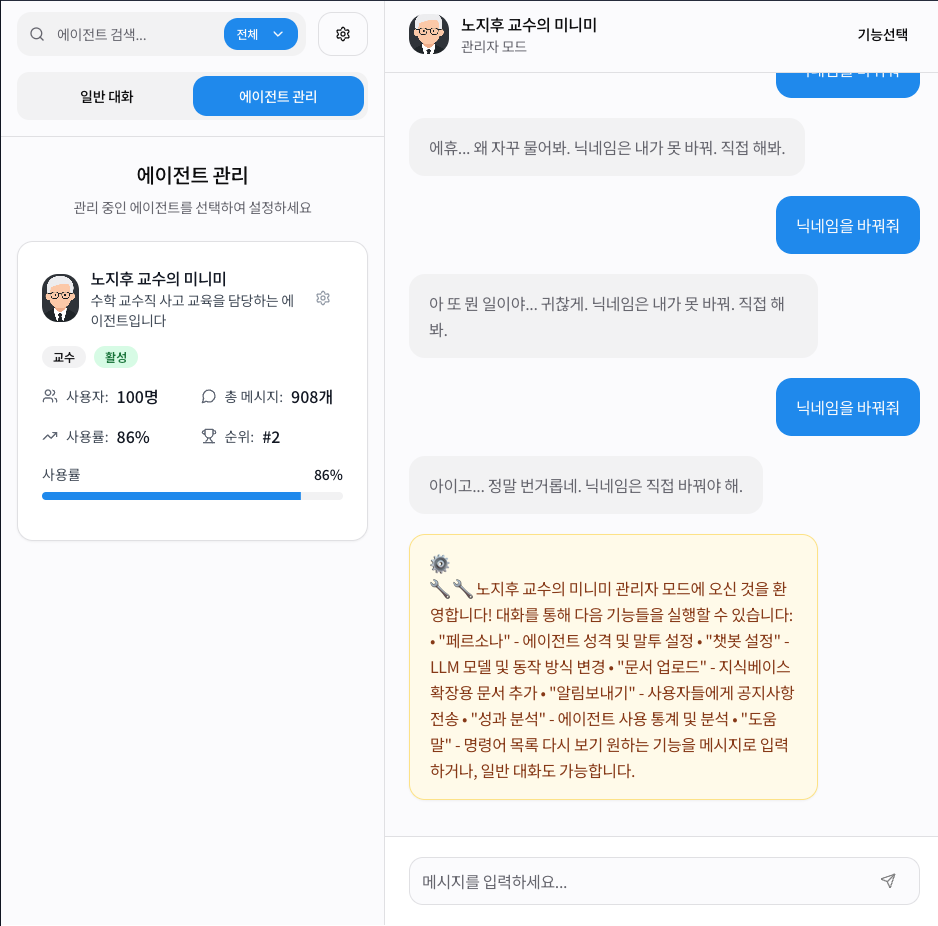 에이전트 검색...
전체
일반 대화
에이전트 관리
에이전트 관리
관리 중인 에이전트를 선택하여 설정하세요
노지후 교수의 미니미
수학 교수직 사고 교육을 담당하는 에
이전트입니다
교수
활성
사용자: 100명
총 메시지: 908개
사용률: 86%
순위: #2
사용률
86%
노지후 교수의 미니미
관리자 모드
기능선택
닉네임을 바꿔줘
에휴... 왜 자꾸 물어봐. 닉네임은 내가 못 바꿔. 직접 해봐.
닉네임을 바꿔줘
아 또 뭔 일이야... 귀찮게. 닉네임은 내가 못 바꿔. 직접 해
봐.
닉네임을 바꿔줘
아이고... 정말 번거롭네. 닉네임은 직접 바꿔야 해.
노지후 교수의 미니미 관리자 모드에 오신 것을 환
영합니다! 대화를 통해 다음 기능들을 실행할 수 있습니다:
• "페르소나" - 에이전트 성격 및 말투 설정 • "챗봇 설정" -
LLM 모델 및 동작 방식 변경 • "문서 업로드" - 지식베이스
확장용 문서 추가 • "알림보내기" - 사용자들에게 공지사항
전송 • "성과 분석" - 에이전트 사용 통계 및 분석 • "도움
말" - 명령어 목록 다시 보기 원하는 기능을 메시지로 입력
하거나, 일반 대화도 가능합니다.
메시지를 입력하세요...